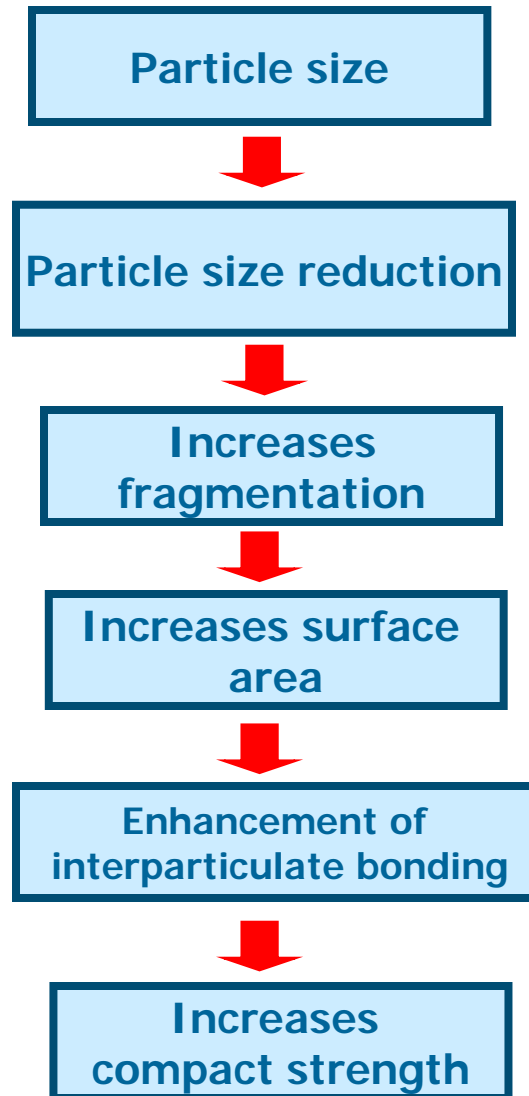 Particle size
Particle size reduction
Increases
fragmentation
Increases surface
area
Enhancement of
interparticulate bonding
Increases
compact strength